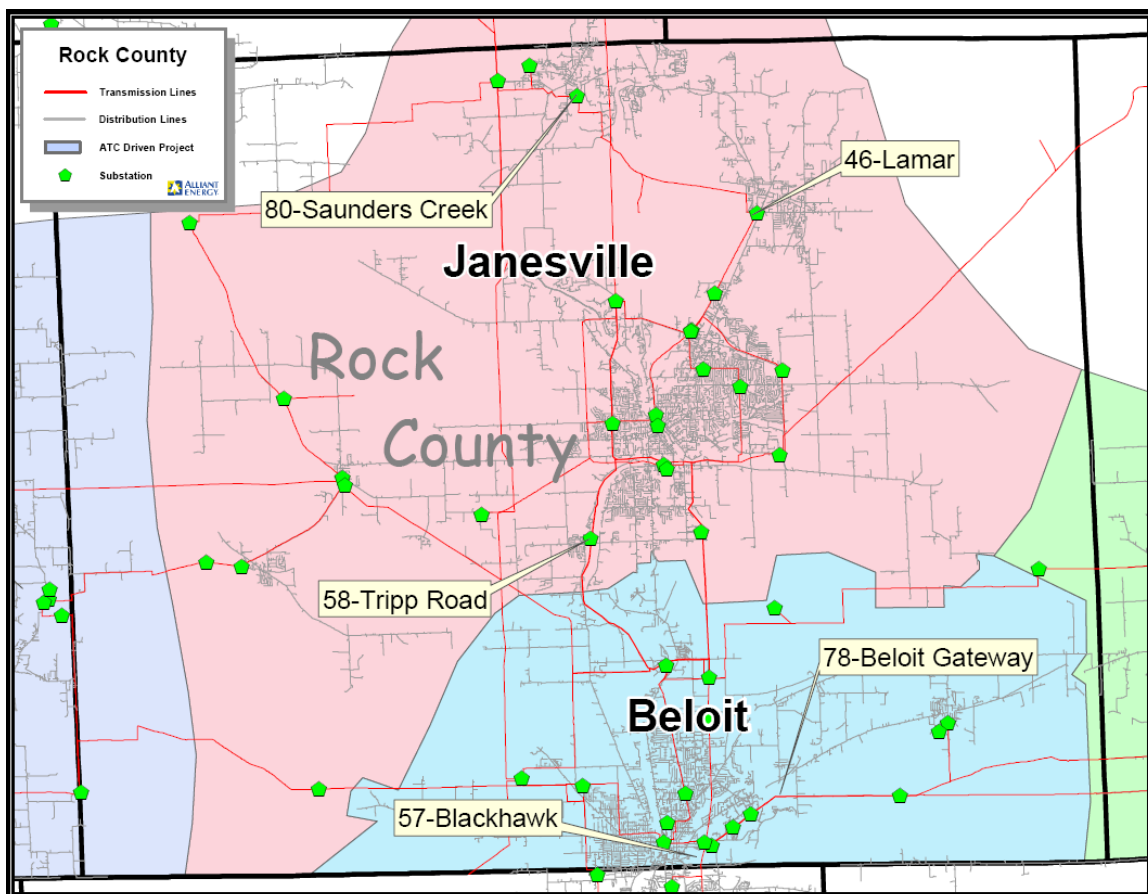 Rock County
Transmission Lines
Distribution Lines
ATC Driven Project
Substation
ALLIANT
ENERGY
80-Saunders Creek
46-Lamar
Janesville
Rock
County
58-Tripp Road
78-Beloit Gateway
Beloit
57-Blackhawk